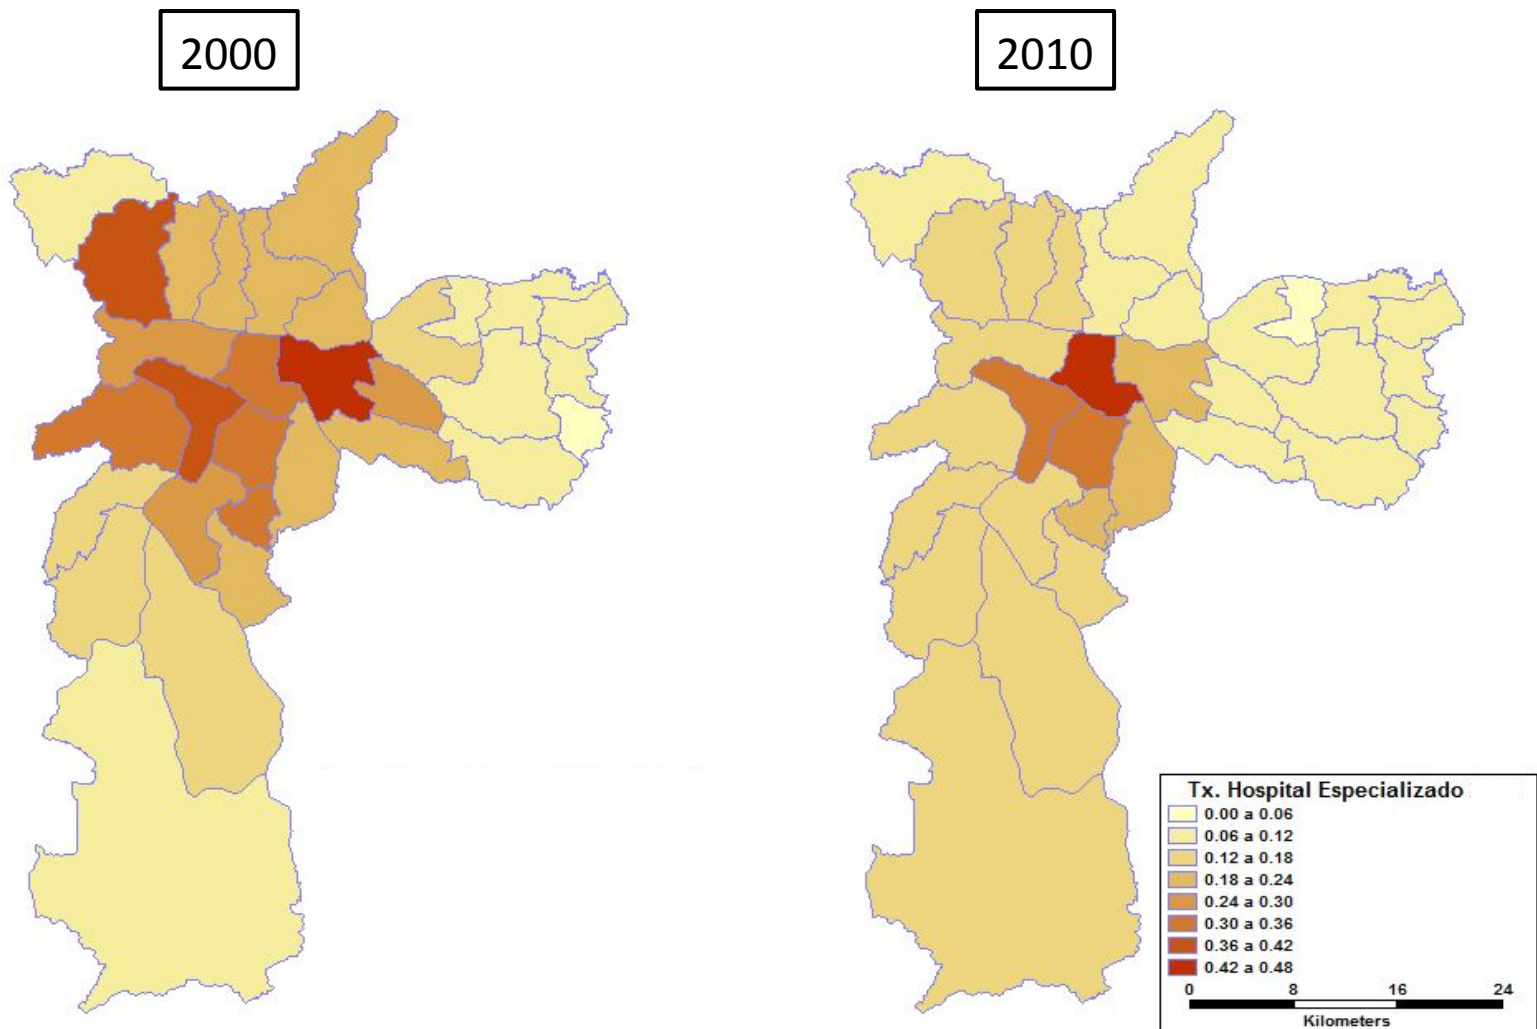 2000
2010
Tx. Hospital Especializado
0.00 a 0.06
0.06 a 0.12
0.12 a 0.18
0.18 a 0.24
0.24 a 0.30
0.30 a 0.36
0.36 a 0.42
0.42 a 0.48
0 8 16 24
Kilometers